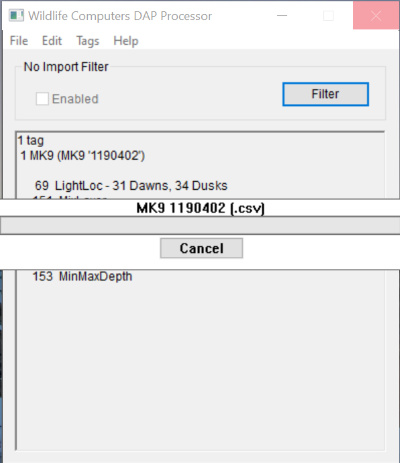 Wildlife Computers DAP Processor
File Edit Tags Help
No Import Filter
Enabled
Filter
1 tag
1 MK9 (MK9 '1190402')
69 LightLoc - 31 Dawns, 34 Dusks
MK9 1190402 (.csv)
Cancel
153 MinMaxDepth